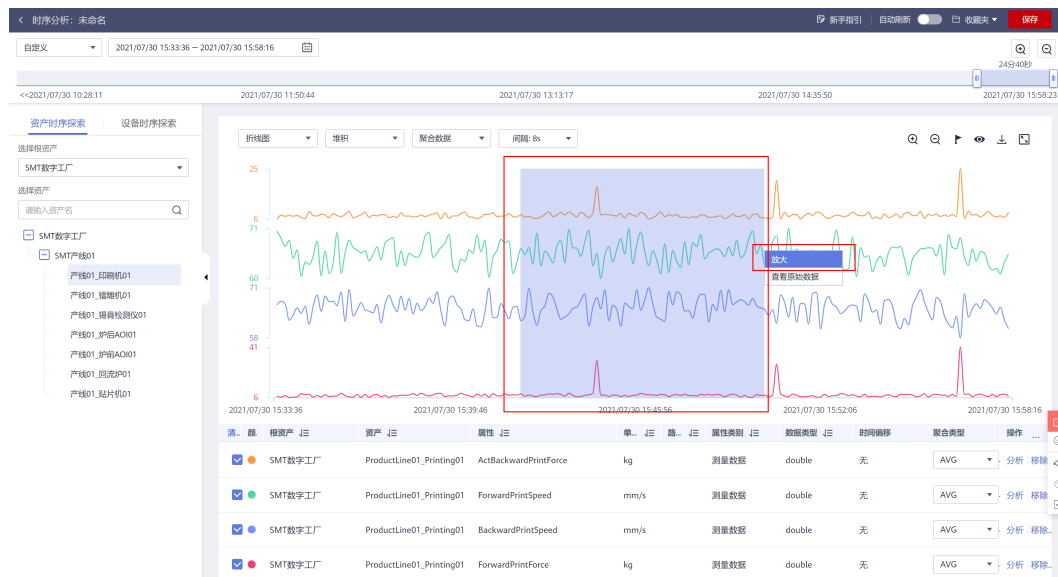 时序分析：未命名 新手指引 自动刷新 收藏夹 保存
自定义 2021/07/30 15:33:36 — 2021/07/30 15:58:16
24分40秒
<<2021/07/30 10:28:11 2021/07/30 11:50:44 2021/07/30 13:13:17 2021/07/30 14:35:50 2021/07/30 15:58:23
资产时序探索 设备时序探索
选择根资产
SMT数字工厂
选择资产
请输入资产名
SMT数字工厂
SMT产线01
产线01_印刷机01
产线01_镭雕机01
产线01_锡膏检测仪01
产线01_炉后AOI01
产线01_炉前AOI01
产线01_回流炉01
产线01_贴片机01
折线图 堆积 聚合数据 间隔: 8s
25
6
71
60
71
58
41
6
放大
查看原始数据
2021/07/30 15:33:36 2021/07/30 15:39:46 2021/07/30 15:45:56 2021/07/30 15:52:06 2021/07/30 15:58:16
清... 颜. 根资产 资产 属性 单... 路... 属性类别 数据类型 时间偏移 聚合类型 操作 ...
SMT数字工厂 ProductLine01_Printing01 ActBackwardPrintForce kg 测量数据 double 无 AVG 分析 移除
SMT数字工厂 ProductLine01_Printing01 ForwardPrintSpeed mm/s 测量数据 double 无 AVG 分析 移除
SMT数字工厂 ProductLine01_Printing01 BackwardPrintSpeed mm/s 测量数据 double 无 AVG 分析 移除...
SMT数字工厂 ProductLine01_Printing01 ForwardPrintForce kg 测量数据 double 无 AVG 分析 移除...